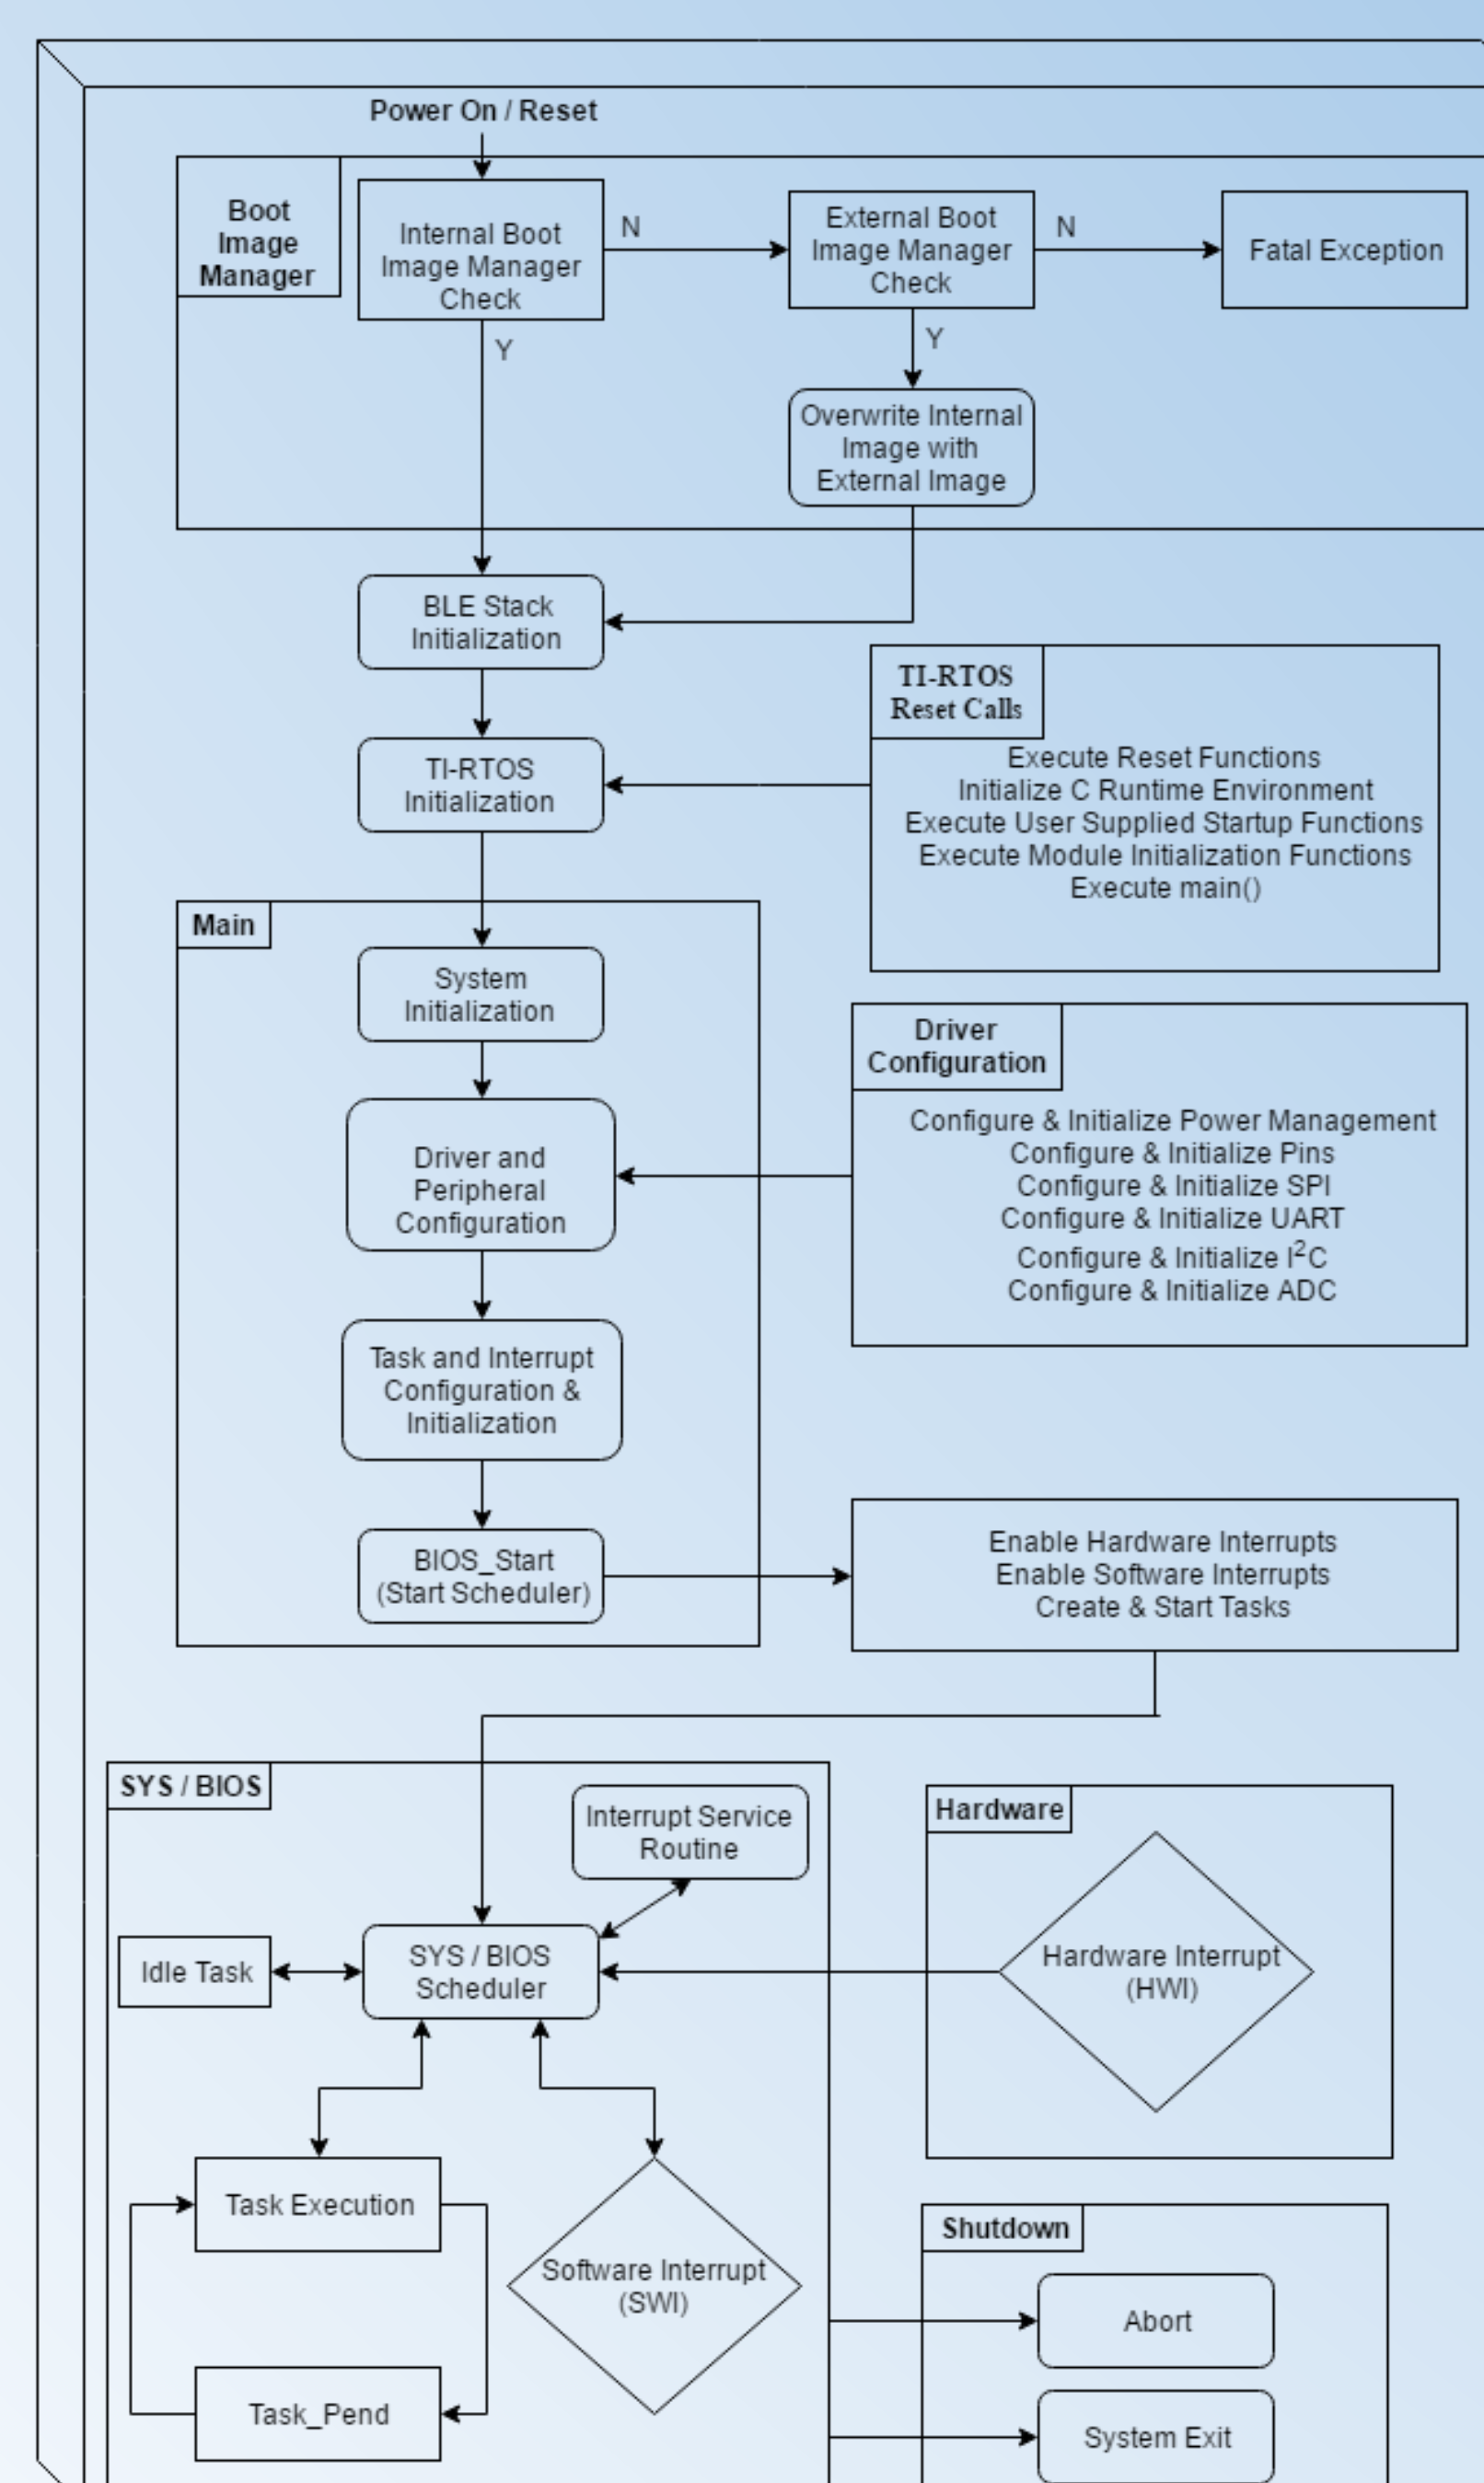 Power On / Reset
Boot
Image
Manager
Internal Boot
Image Manager
Check
N
External Boot
Image Manager
Check
N
Fatal Exception
Y
Y
Overwrite Internal
Image with
External Image
BLE Stack
Initialization
TI-RTOS
Reset Calls
Execute Reset Functions
Initialize C Runtime Environment
Execute User Supplied Startup Functions
Execute Module Initialization Functions
Execute main()
TI-RTOS
Initialization
Main
System
Initialization
Driver
Configuration
Configure & Initialize Power Management
Configure & Initialize Pins
Configure & Initialize SPI
Configure & Initialize UART
Configure & Initialize I²C
Configure & Initialize ADC
Driver and
Peripheral
Configuration
Task and Interrupt
Configuration &
Initialization
BIOS_Start
(Start Scheduler)
Enable Hardware Interrupts
Enable Software Interrupts
Create & Start Tasks
SYS / BIOS
Interrupt Service
Routine
Hardware
Idle Task
SYS / BIOS
Scheduler
Hardware Interrupt
(HWI)
Task Execution
Software Interrupt
(SWI)
Task_Pend
Shutdown
Abort
System Exit